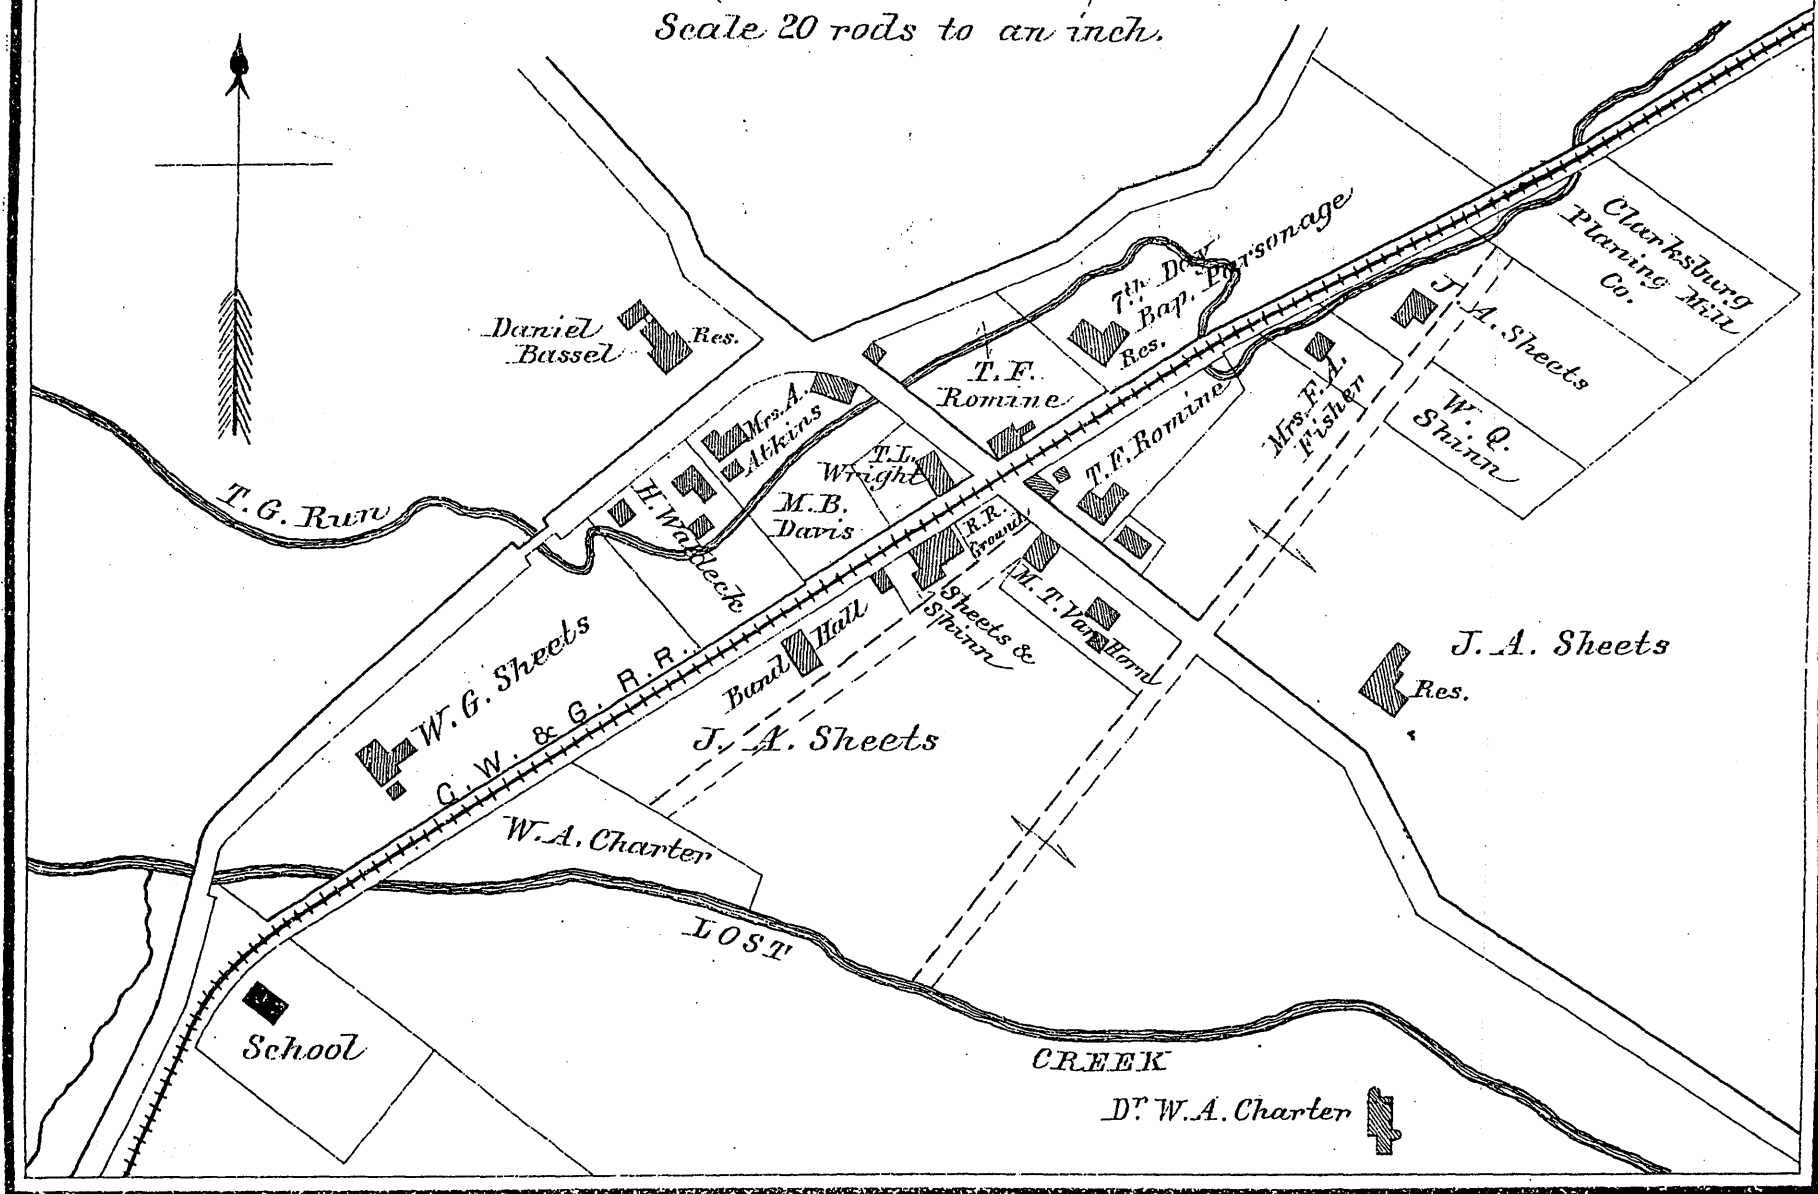 Scale 20 rods to an inch.
Clarksburg
Planing Mill
Co.
7th Day
Bap. Parsonage
Res.
J. A. Sheets
Daniel
Bassel
Res.
T. F.
Romine
Mrs. A.
Atkins
Mrs. F. A.
Fisher
W. Q.
Shinn
T. F. Romine
T. L.
Wright
M. B.
Davis
H. Waldeck
T. G. Run
R. R.
Ground
Sheets &
Shinn
M. T. Van Horn
Band Hall
W. G. Sheets
J. A. Sheets
Res.
G. W. & G. R. R.
J. A. Sheets
W. A. Charter
LOST
School
CREEK
Dr. W. A. Charter